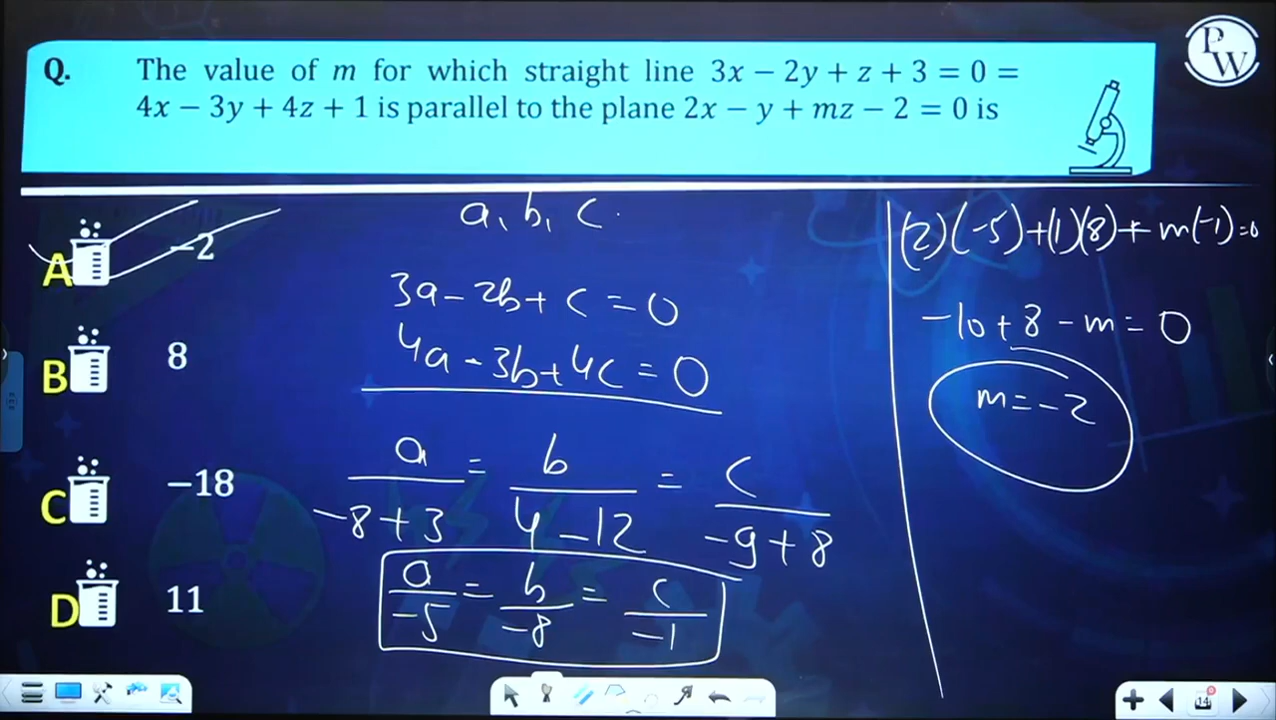 Q. The value of m for which straight line 3x − 2y + z + 3 = 0 =
4x − 3y + 4z + 1 is parallel to the plane 2x − y + mz − 2 = 0 is
PW
A −2
B 8
C −18
D 11
a, b, c.
3a − 2b + c = 0
4a − 3b + 4c = 0
a/(−8+3) = b/(4−12) = c/(−9+8)
a/−5 = b/−8 = c/−1
(2)(−5)+(1)(8)+m(−1)=0
−10+8−m=0
m=−2
14